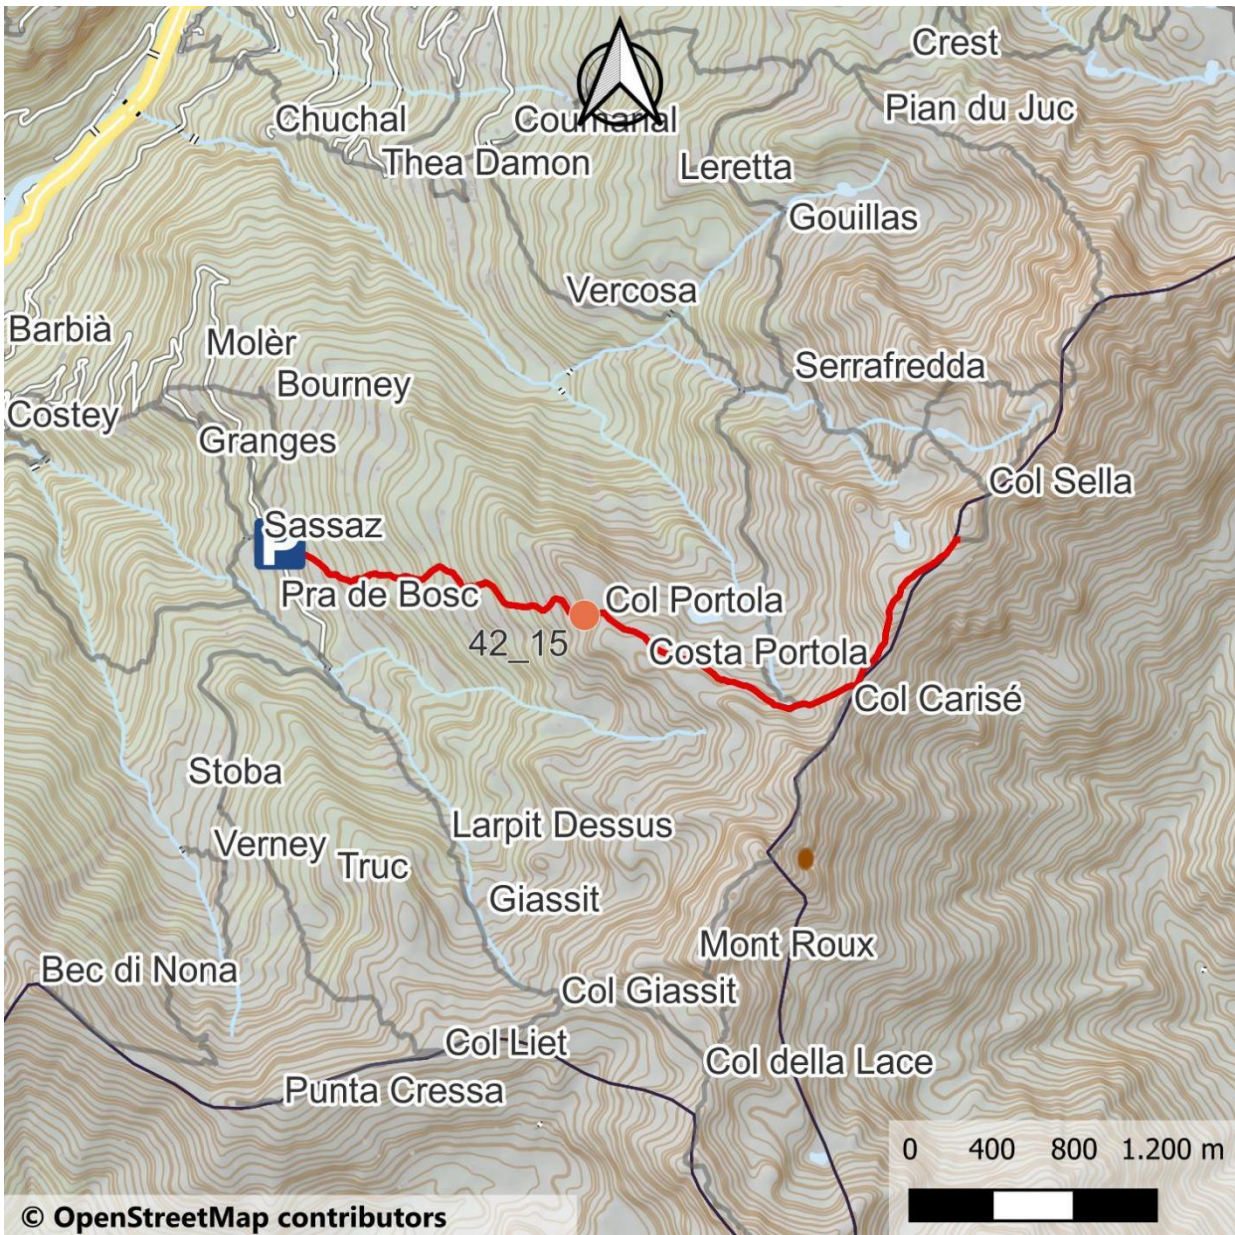 Crest
Pian du Juc
Chuchal
Coumarial
Thea Damon
Leretta
Gouillas
Vercosa
Barbià
Molèr
Serrafredda
Bourney
Costey
Granges
Col Sella
P
Sassaz
Pra de Bosc
Col Portola
42_15
Costa Portola
Col Carisé
Stoba
Larpit Dessus
Verney
Truc
Giassit
Mont Roux
Bec di Nona
Col Giassit
Col Liet
Col della Lace
Punta Cressa
0 400 800 1.200 m
© OpenStreetMap contributors